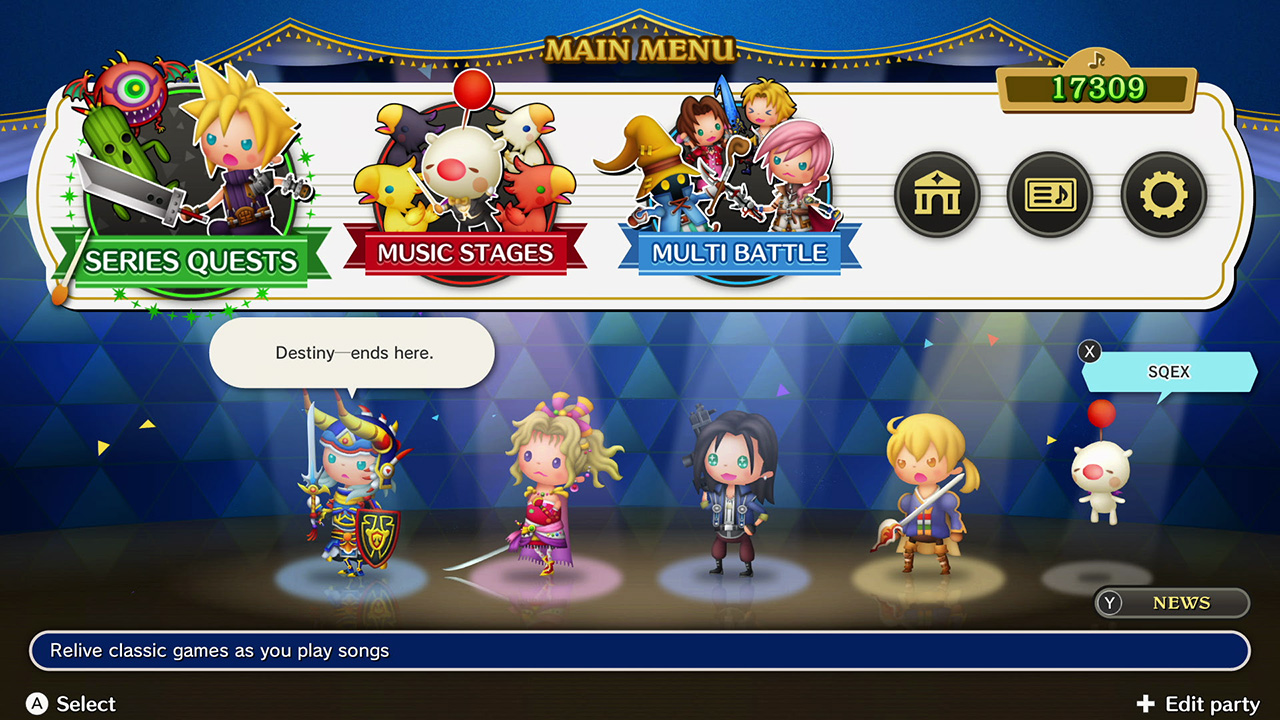 MAIN MENU
17309
SERIES QUESTS
MUSIC STAGES
MULTI BATTLE
Destiny—ends here.
X
SQEX
Y NEWS
Relive classic games as you play songs
A Select
+ Edit party